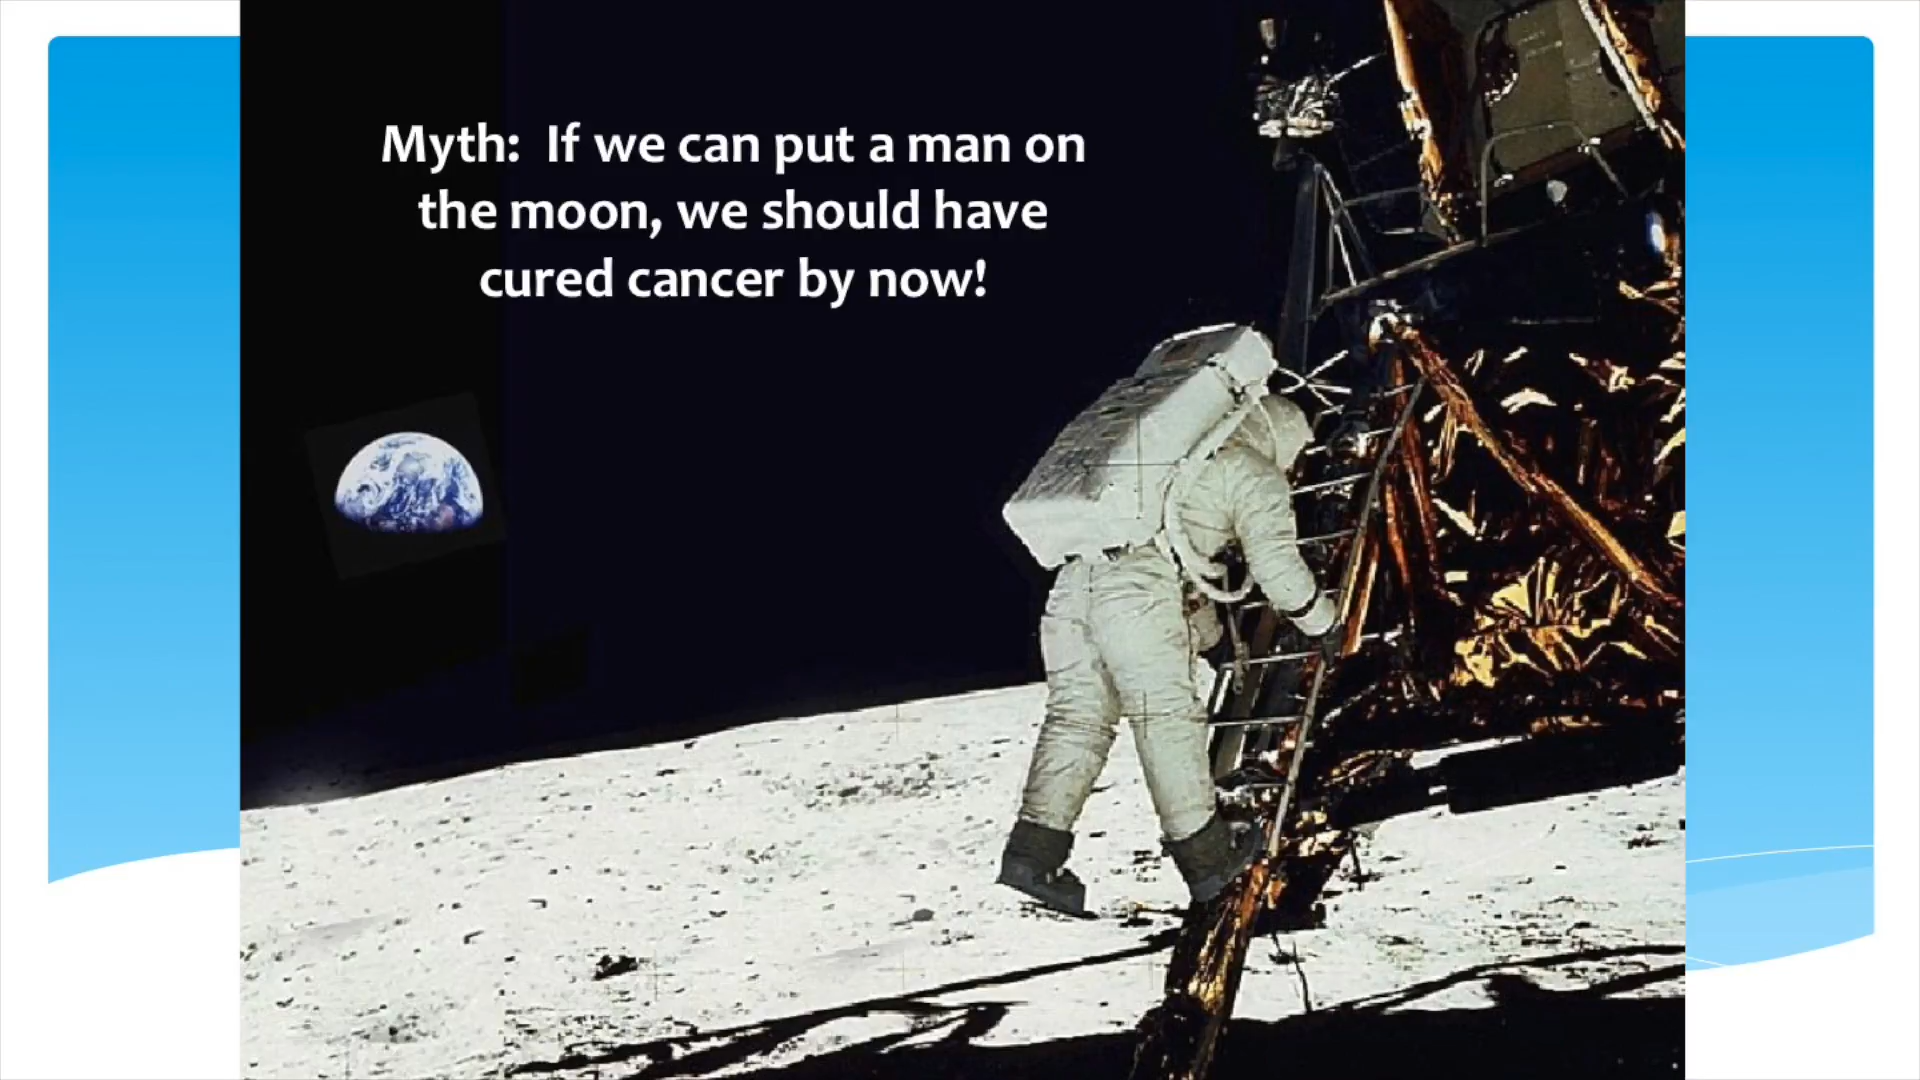 Myth: If we can put a man on
the moon, we should have
cured cancer by now!